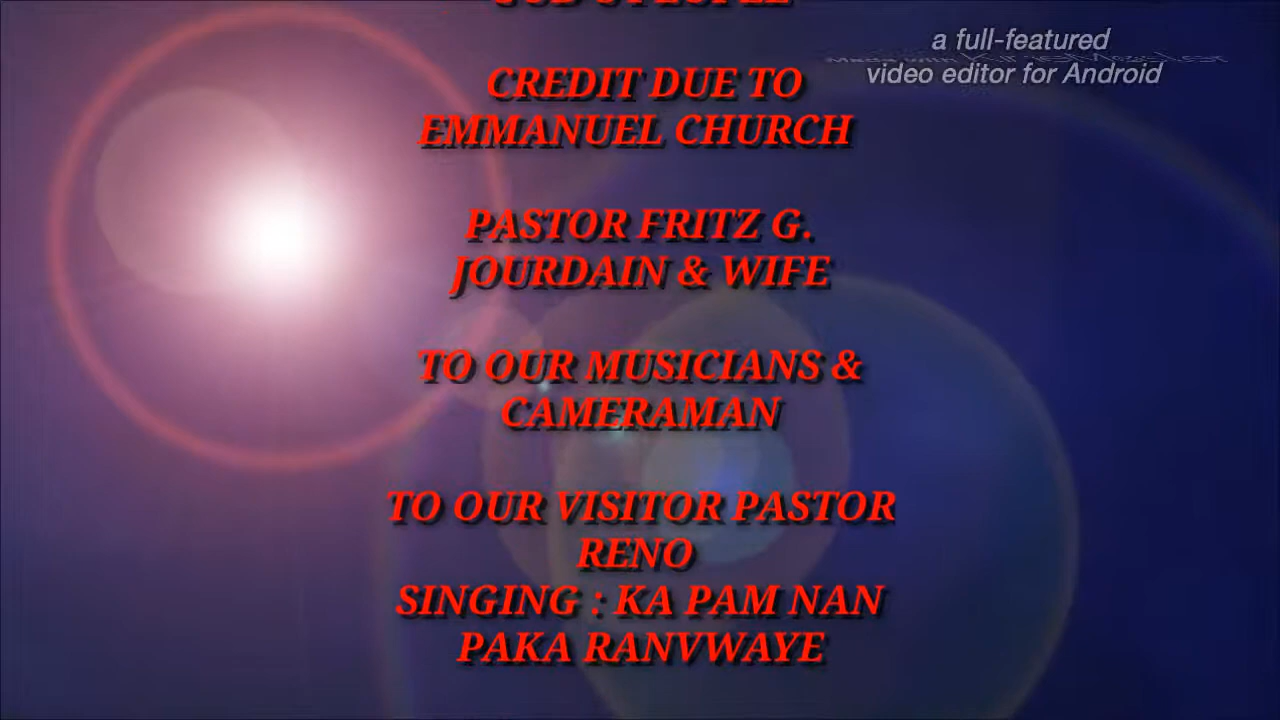 a full-featured
video editor for Android
CREDIT DUE TO
EMMANUEL CHURCH
PASTOR FRITZ G.
JOURDAIN & WIFE
TO OUR MUSICIANS &
CAMERAMAN
TO OUR VISITOR PASTOR
RENO
SINGING : KA PAM NAN
PAKA RANVWAYE